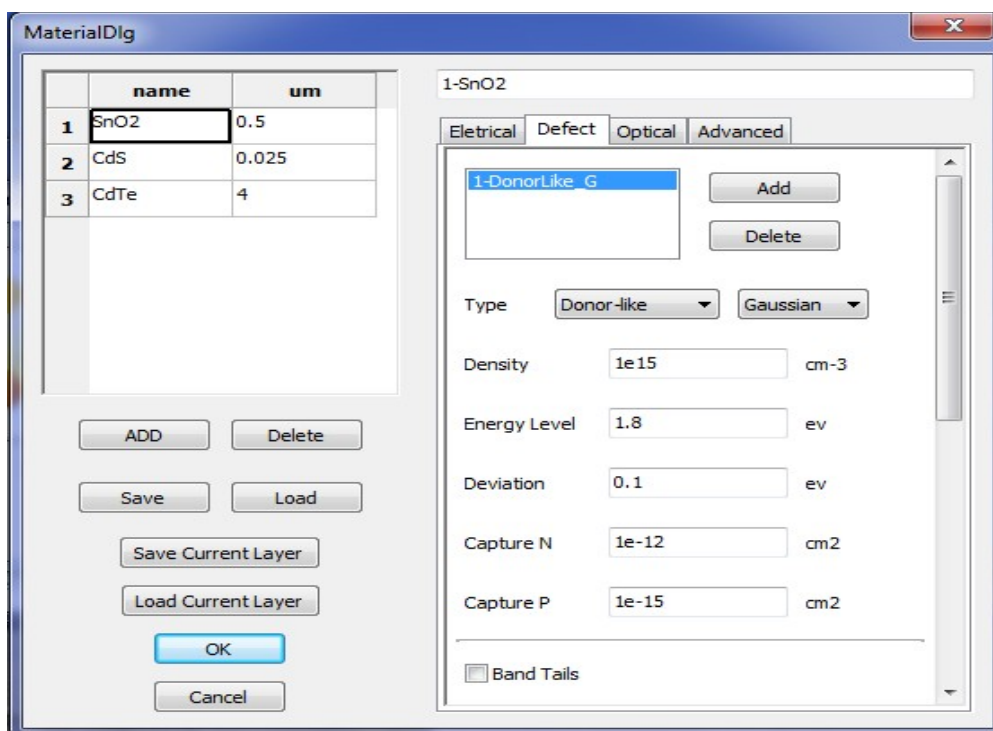 MaterialDlg
name um
1 SnO2 0.5
2 CdS 0.025
3 CdTe 4
ADD Delete
Save Load
Save Current Layer
Load Current Layer
OK
Cancel
1-SnO2
Eletrical Defect Optical Advanced
1-DonorLike_G
Add
Delete
Type Donor-like Gaussian
Density 1e15 cm-3
Energy Level 1.8 ev
Deviation 0.1 ev
Capture N 1e-12 cm2
Capture P 1e-15 cm2
Band Tails